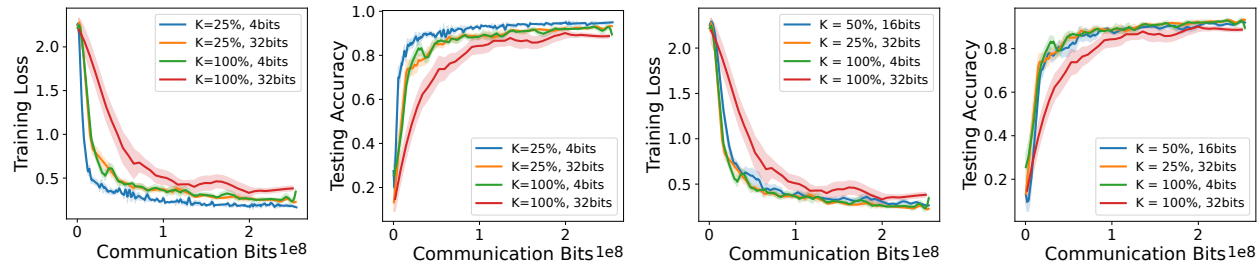 Training Loss
2.0
1.5
1.0
0.5
K=25%, 4bits
K=25%, 32bits
K=100%, 4bits
K=100%, 32bits
0
1
2
Communication Bits 1e8
Testing Accuracy
1.0
0.8
0.6
0.4
0.2
K=25%, 4bits
K=25%, 32bits
K=100%, 4bits
K=100%, 32bits
0
1
2
Communication Bits 1e8
Training Loss
2.0
1.5
1.0
0.5
K = 50%, 16bits
K = 25%, 32bits
K = 100%, 4bits
K = 100%, 32bits
0
1
2
Communication Bits 1e8
Testing Accuracy
0.8
0.6
0.4
0.2
K = 50%, 16bits
K = 25%, 32bits
K = 100%, 4bits
K = 100%, 32bits
0
1
2
Communication Bits 1e8